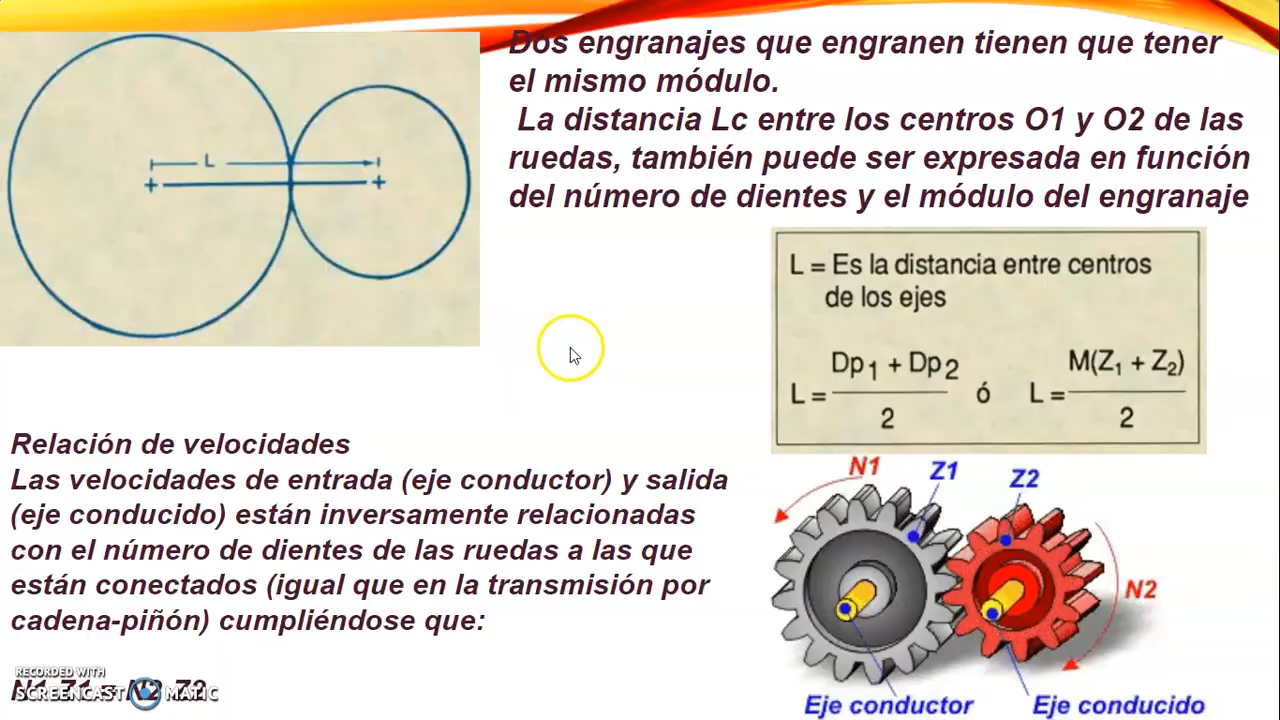 Dos engranajes que engranen tienen que tener
el mismo módulo.
La distancia Lc entre los centros O1 y O2 de las
ruedas, también puede ser expresada en función
del número de dientes y el módulo del engranaje
L
L = Es la distancia entre centros
de los ejes
L = Dp1 + Dp2 / 2 ó L = M(Z1 + Z2) / 2
Relación de velocidades
Las velocidades de entrada (eje conductor) y salida
(eje conducido) están inversamente relacionadas
con el número de dientes de las ruedas a las que
están conectados (igual que en la transmisión por
cadena-piñón) cumpliéndose que:
N1 Z1 = N2 Z2
N1
Z1
Z2
N2
Eje conductor
Eje conducido
RECORDED WITH
SCREENCAST MATIC